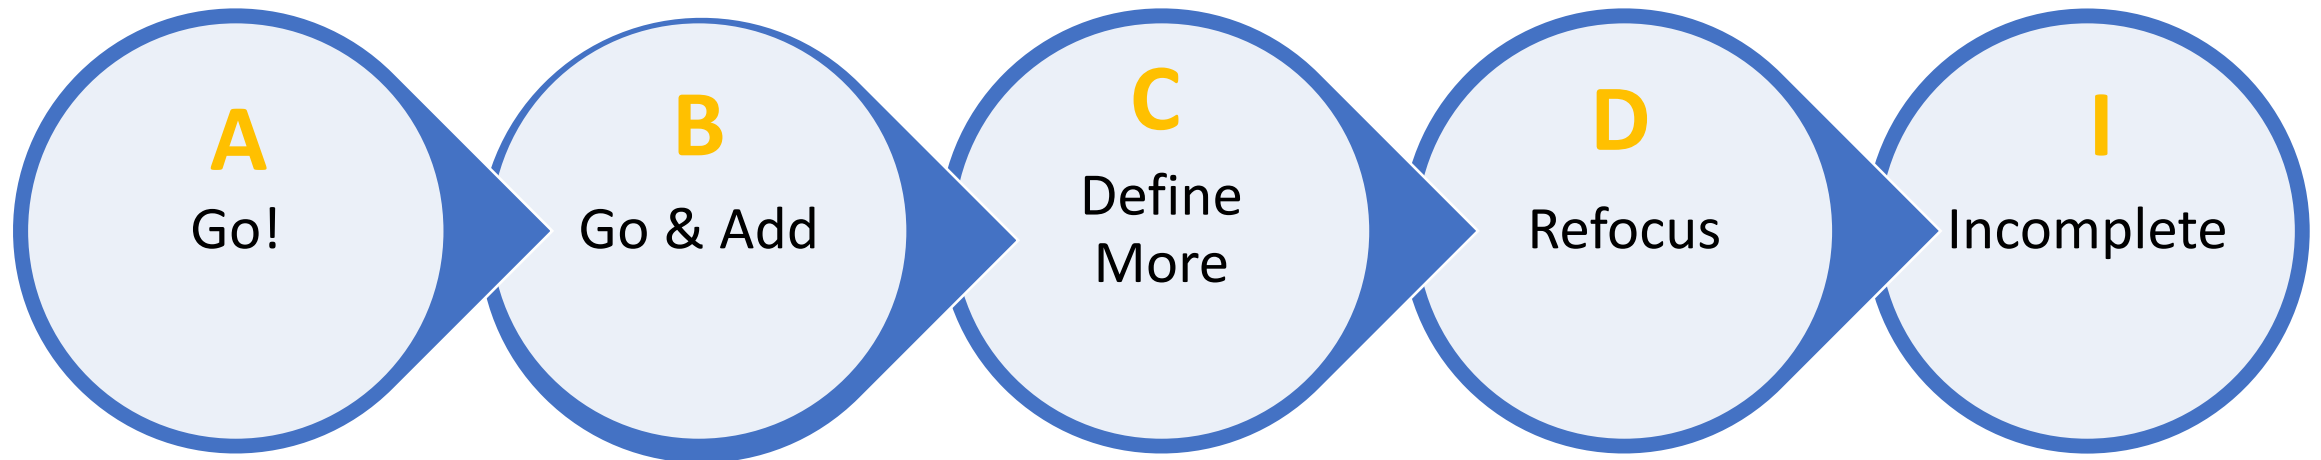 A
Go!
B
Go & Add
C
Define
More
D
Refocus
I
Incomplete